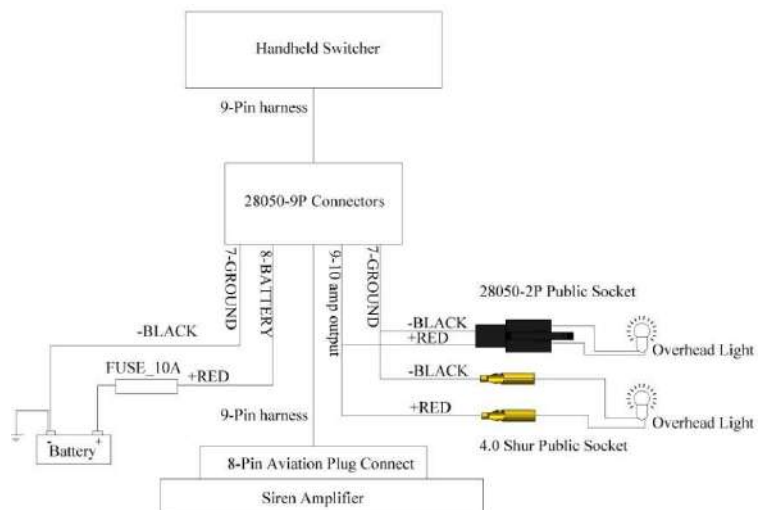 Handheld Switcher
9-Pin harness
28050-9P Connectors
7-GROUND
8-BATTERY
9-10 amp output
7-GROUND
28050-2P Public Socket
-BLACK
+RED
Overhead Light
-BLACK
FUSE_10A
+RED
-BLACK
+RED
Overhead Light
4.0 Shur Public Socket
9-Pin harness
- +
Battery
8-Pin Aviation Plug Connect
Siren Amplifier